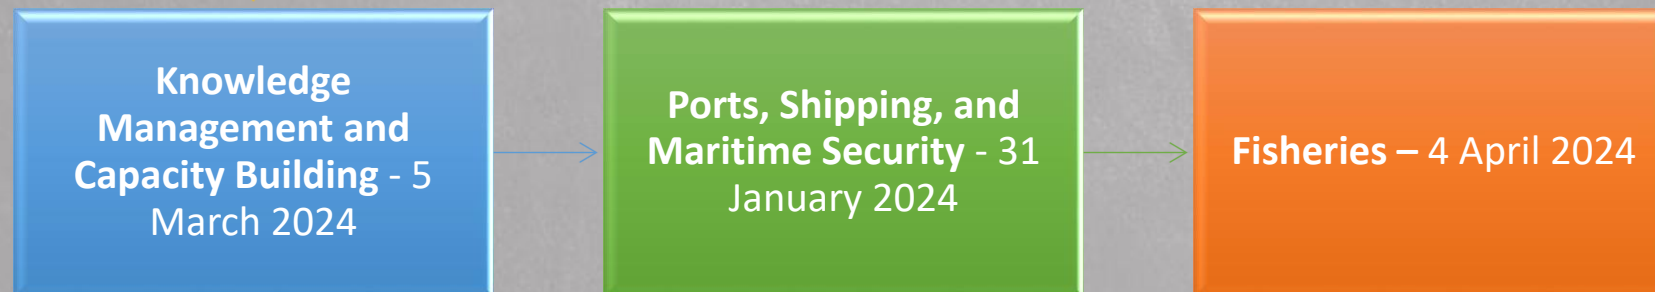 Knowledge
Management and
Capacity Building - 5
March 2024
Ports, Shipping, and
Maritime Security - 31
January 2024
Fisheries – 4 April 2024